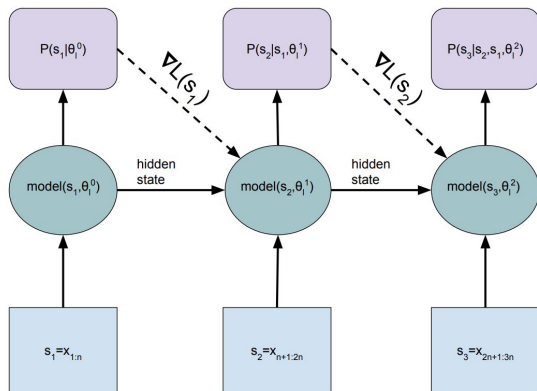 P(s₁|θₗ⁰)
P(s₂|s₁,θₗ¹)
P(s₃|s₂,s₁,θₗ²)
∇L(s₁)
∇L(s₂)
model(s₁,θₗ⁰)
hidden
state
model(s₂,θₗ¹)
hidden
state
model(s₃,θₗ²)
s₁=x₁:ₙ
s₂=xₙ₊₁:₂ₙ
s₃=x₂ₙ₊₁:₃ₙ